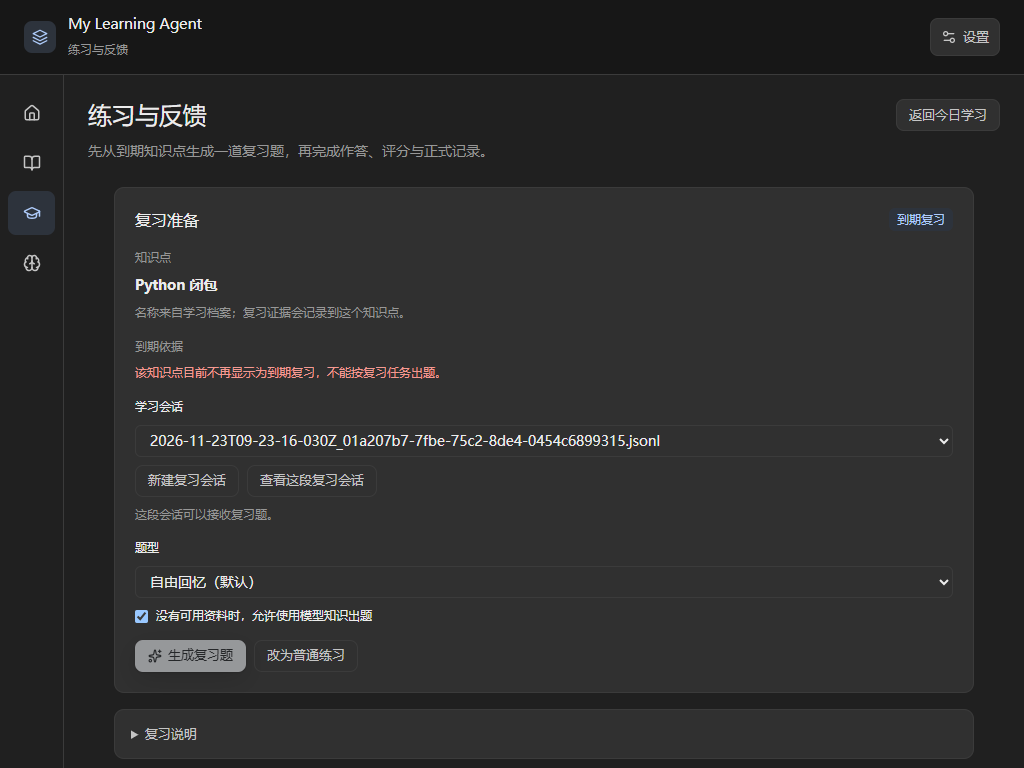 My Learning Agent
练习与反馈
设置
练习与反馈
返回今日学习
先从到期知识点生成一道复习题，再完成作答、评分与正式记录。
复习准备
到期复习
知识点
Python 闭包
名称来自学习档案；复习证据会记录到这个知识点。
到期依据
该知识点目前不再显示为到期复习，不能按复习任务出题。
学习会话
2026-11-23T09-23-16-030Z_01a207b7-7fbe-75c2-8de4-0454c6899315.jsonl
新建复习会话
查看这段复习会话
这段会话可以接收复习题。
题型
自由回忆（默认）
没有可用资料时，允许使用模型知识出题
生成复习题
改为普通练习
复习说明